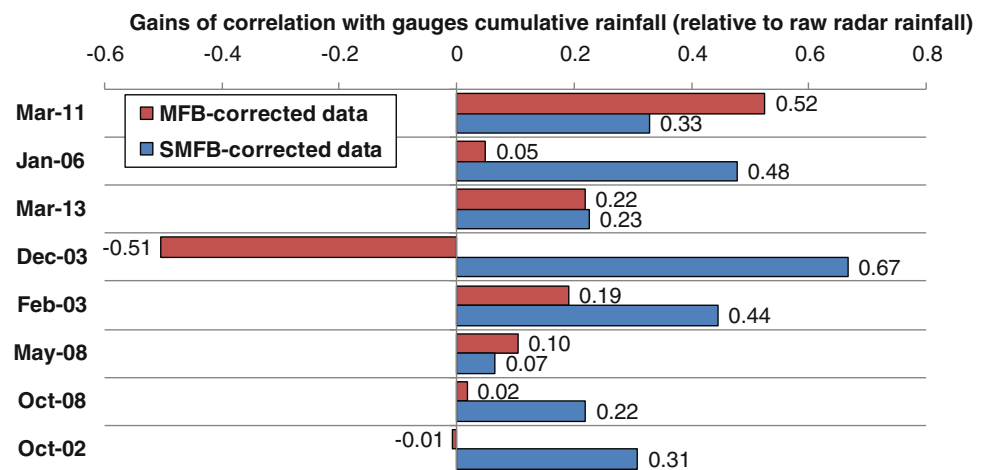 Gains of correlation with gauges cumulative rainfall (relative to raw radar rainfall)
-0.6 -0.4 -0.2 0 0.2 0.4 0.6 0.8
MFB-corrected data
SMFB-corrected data
Mar-11 0.52
0.33
Jan-06 0.05
0.48
Mar-13 0.22
0.23
Dec-03 -0.51
0.67
Feb-03 0.19
0.44
May-08 0.10
0.07
Oct-08 0.02
0.22
Oct-02 -0.01
0.31